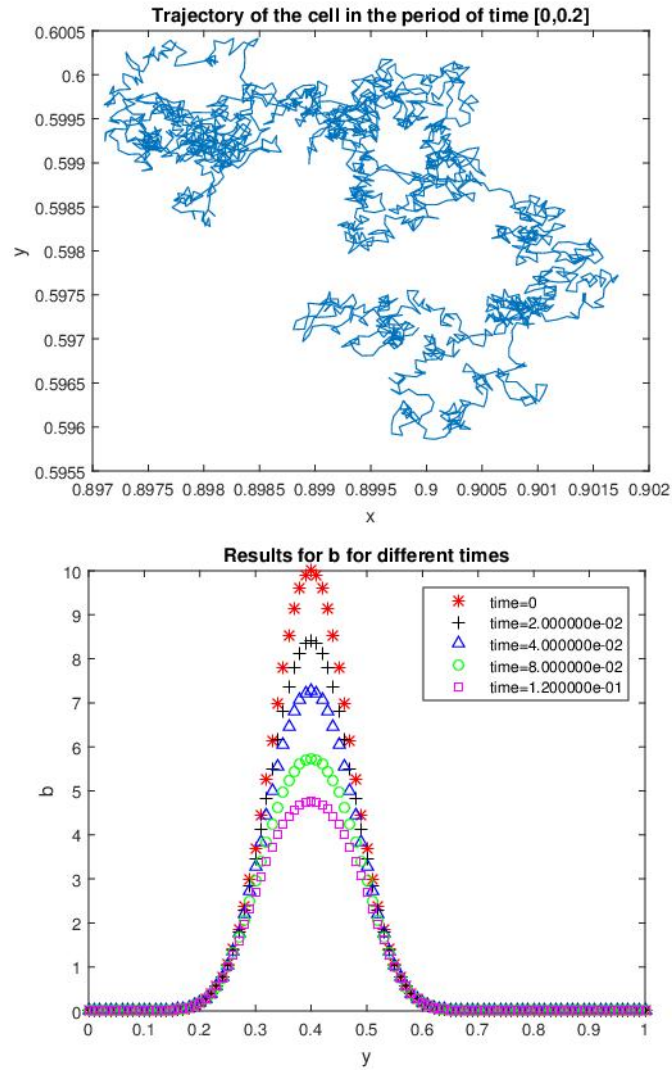 Trajectory of the cell in the period of time [0,0.2]
0.6005
0.6
0.5995
0.599
0.5985
0.598
0.5975
0.597
0.5965
0.596
0.5955
y
0.897 0.8975 0.898 0.8985 0.899 0.8995 0.9 0.9005 0.901 0.9015 0.902
x
Results for b for different times
10
9
8
7
6
5
4
3
2
1
0
b
time=0
time=2.000000e-02
time=4.000000e-02
time=8.000000e-02
time=1.200000e-01
0 0.1 0.2 0.3 0.4 0.5 0.6 0.7 0.8 0.9 1
y